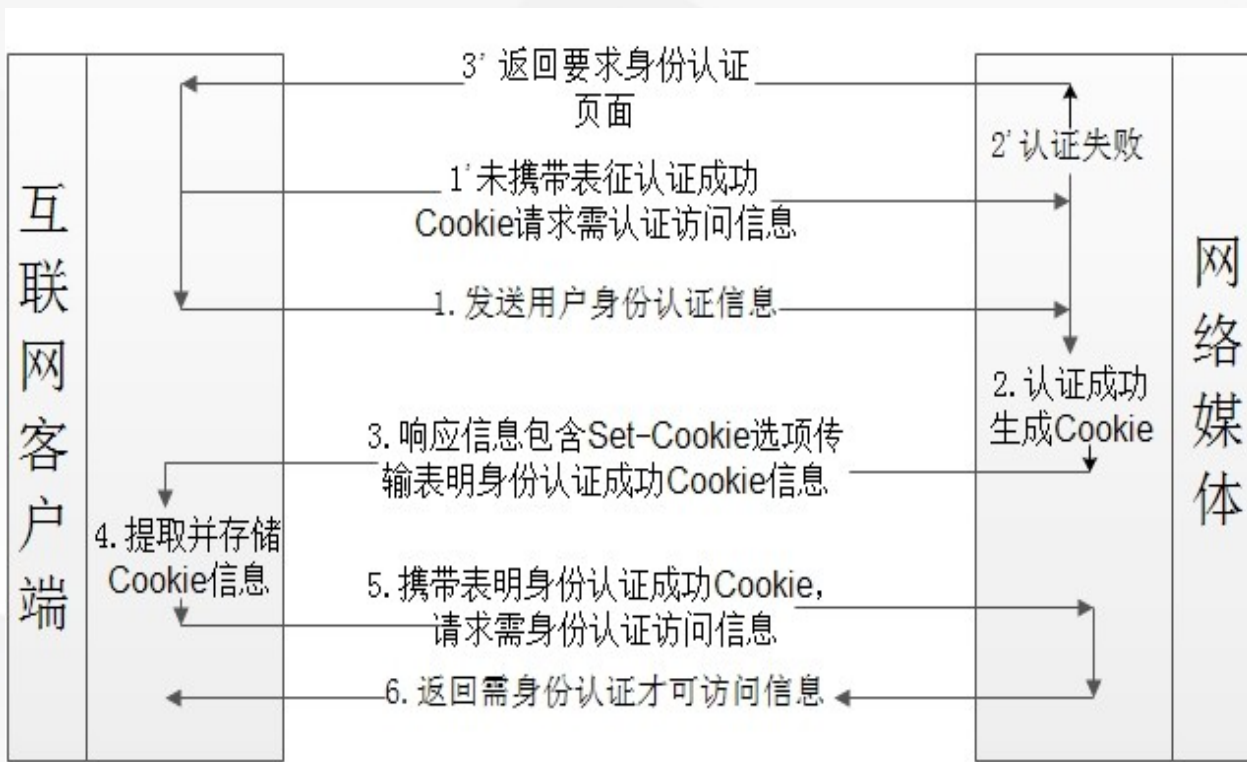 3' 返回要求身份认证
页面
2' 认证失败
1' 未携带表征认证成功
Cookie请求需认证访问信息
互联网客户端
网络媒体
1. 发送用户身份认证信息
2. 认证成功
生成Cookie
3. 响应信息包含Set-Cookie选项传
输表明身份认证成功Cookie信息
4. 提取并存储
Cookie信息
5. 携带表明身份认证成功Cookie,
请求需身份认证访问信息
6. 返回需身份认证才可访问信息